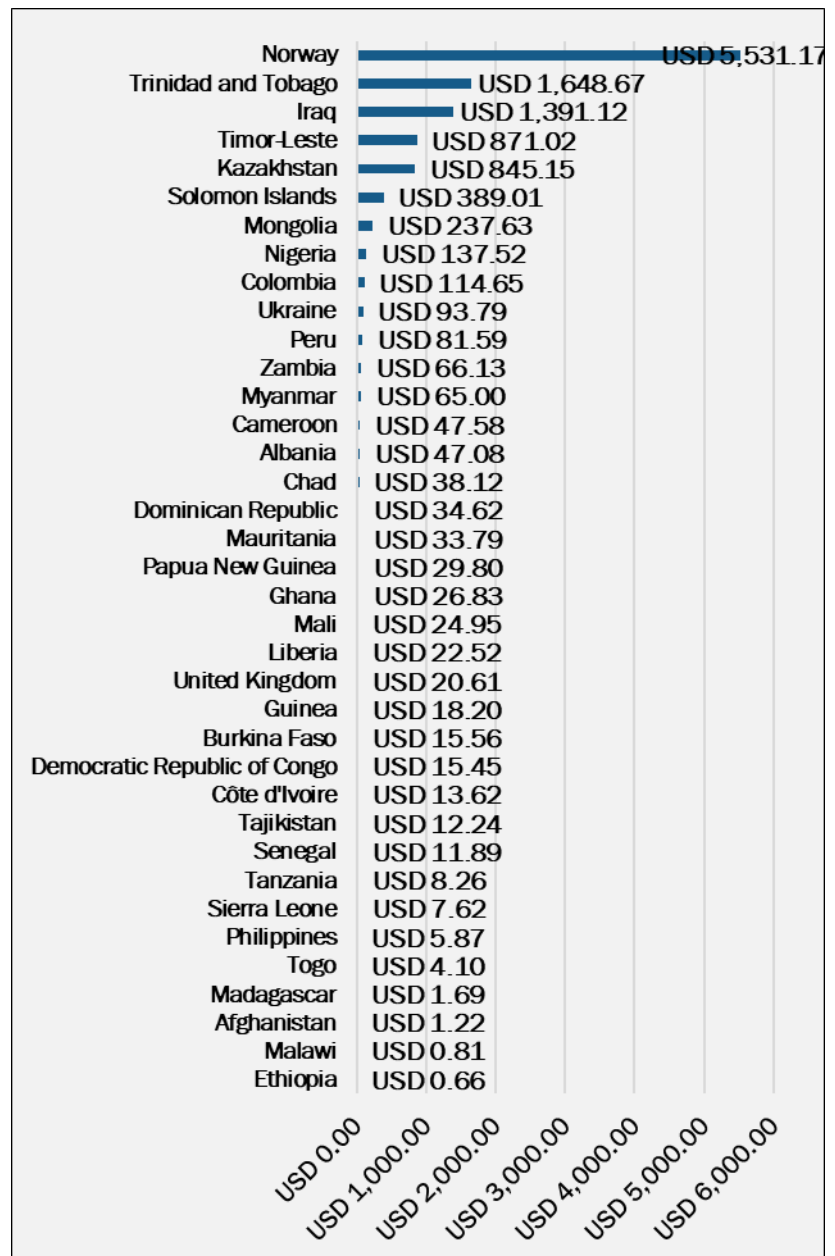 Norway USD 5,531.17
Trinidad and Tobago USD 1,648.67
Iraq USD 1,391.12
Timor-Leste USD 871.02
Kazakhstan USD 845.15
Solomon Islands USD 389.01
Mongolia USD 237.63
Nigeria USD 137.52
Colombia USD 114.65
Ukraine USD 93.79
Peru USD 81.59
Zambia USD 66.13
Myanmar USD 65.00
Cameroon USD 47.58
Albania USD 47.08
Chad USD 38.12
Dominican Republic USD 34.62
Mauritania USD 33.79
Papua New Guinea USD 29.80
Ghana USD 26.83
Mali USD 24.95
Liberia USD 22.52
United Kingdom USD 20.61
Guinea USD 18.20
Burkina Faso USD 15.56
Democratic Republic of Congo USD 15.45
Côte d'Ivoire USD 13.62
Tajikistan USD 12.24
Senegal USD 11.89
Tanzania USD 8.26
Sierra Leone USD 7.62
Philippines USD 5.87
Togo USD 4.10
Madagascar USD 1.69
Afghanistan USD 1.22
Malawi USD 0.81
Ethiopia USD 0.66
USD 0.00
USD 1,000.00
USD 2,000.00
USD 3,000.00
USD 4,000.00
USD 5,000.00
USD 6,000.00